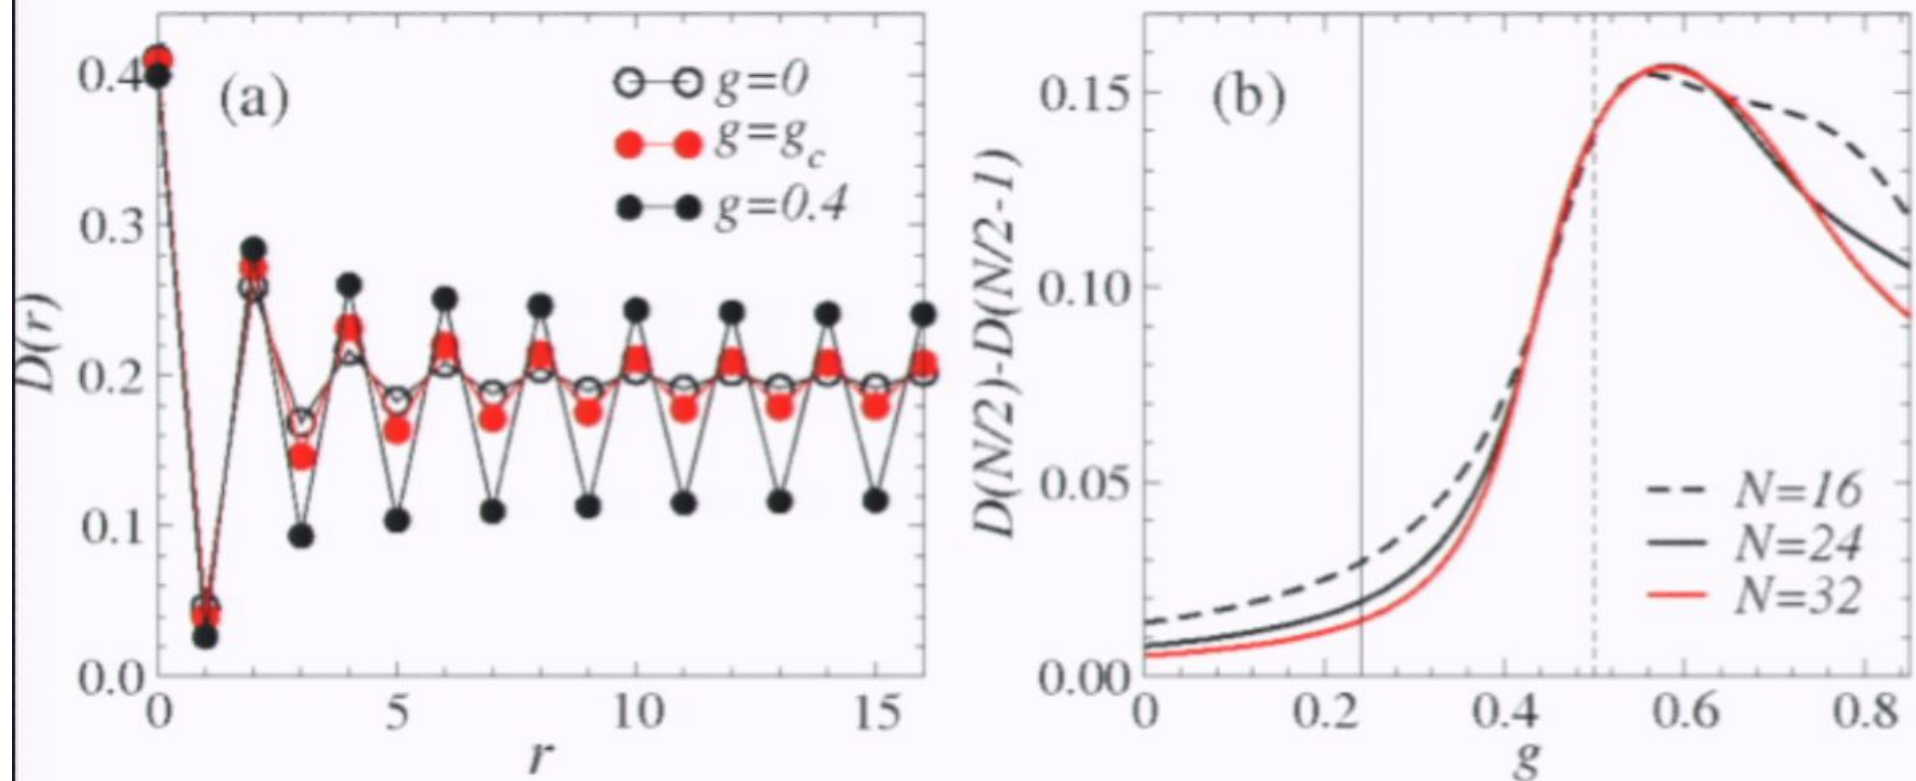 (a)
g=0
g=g_c
g=0.4
D(r)
0.4
0.3
0.2
0.1
0.0
0 5 10 15
r
(b)
D(N/2)-D(N/2-1)
0.15
0.10
0.05
0.00
N=16
N=24
N=32
0 0.2 0.4 0.6 0.8
g